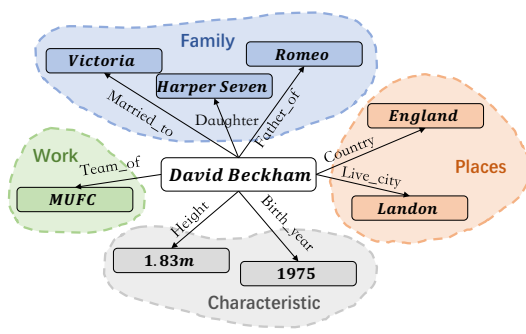 Family
Victoria
Romeo
Harper Seven
Married_to
Daughter
Father_of
England
Work
Team_of
David Beckham
Country
Places
Live_city
MUFC
Landon
Height
Birth_year
1.83m
1975
Characteristic